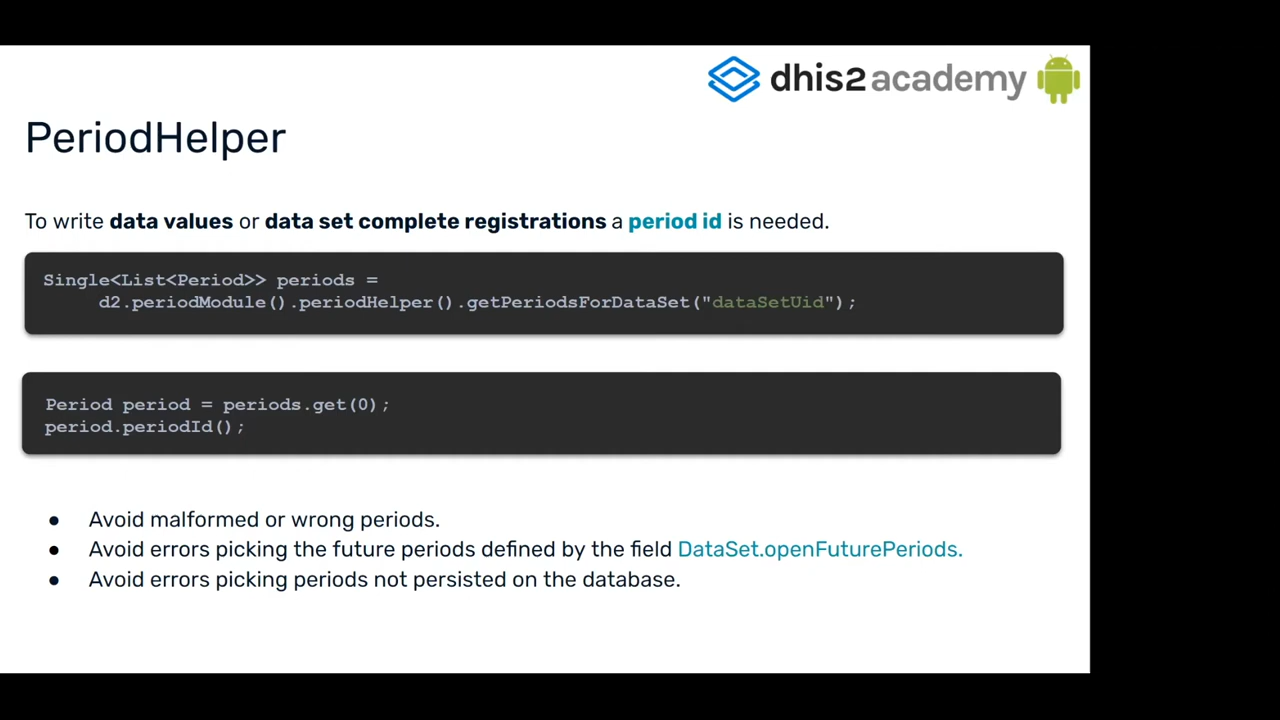 dhis2 academy
PeriodHelper
To write data values or data set complete registrations a period id is needed.
Single<List<Period>> periods =
d2.periodModule().periodHelper().getPeriodsForDataSet("dataSetUid");
Period period = periods.get(0);
period.periodId();
● Avoid malformed or wrong periods.
● Avoid errors picking the future periods defined by the field DataSet.openFuturePeriods.
● Avoid errors picking periods not persisted on the database.